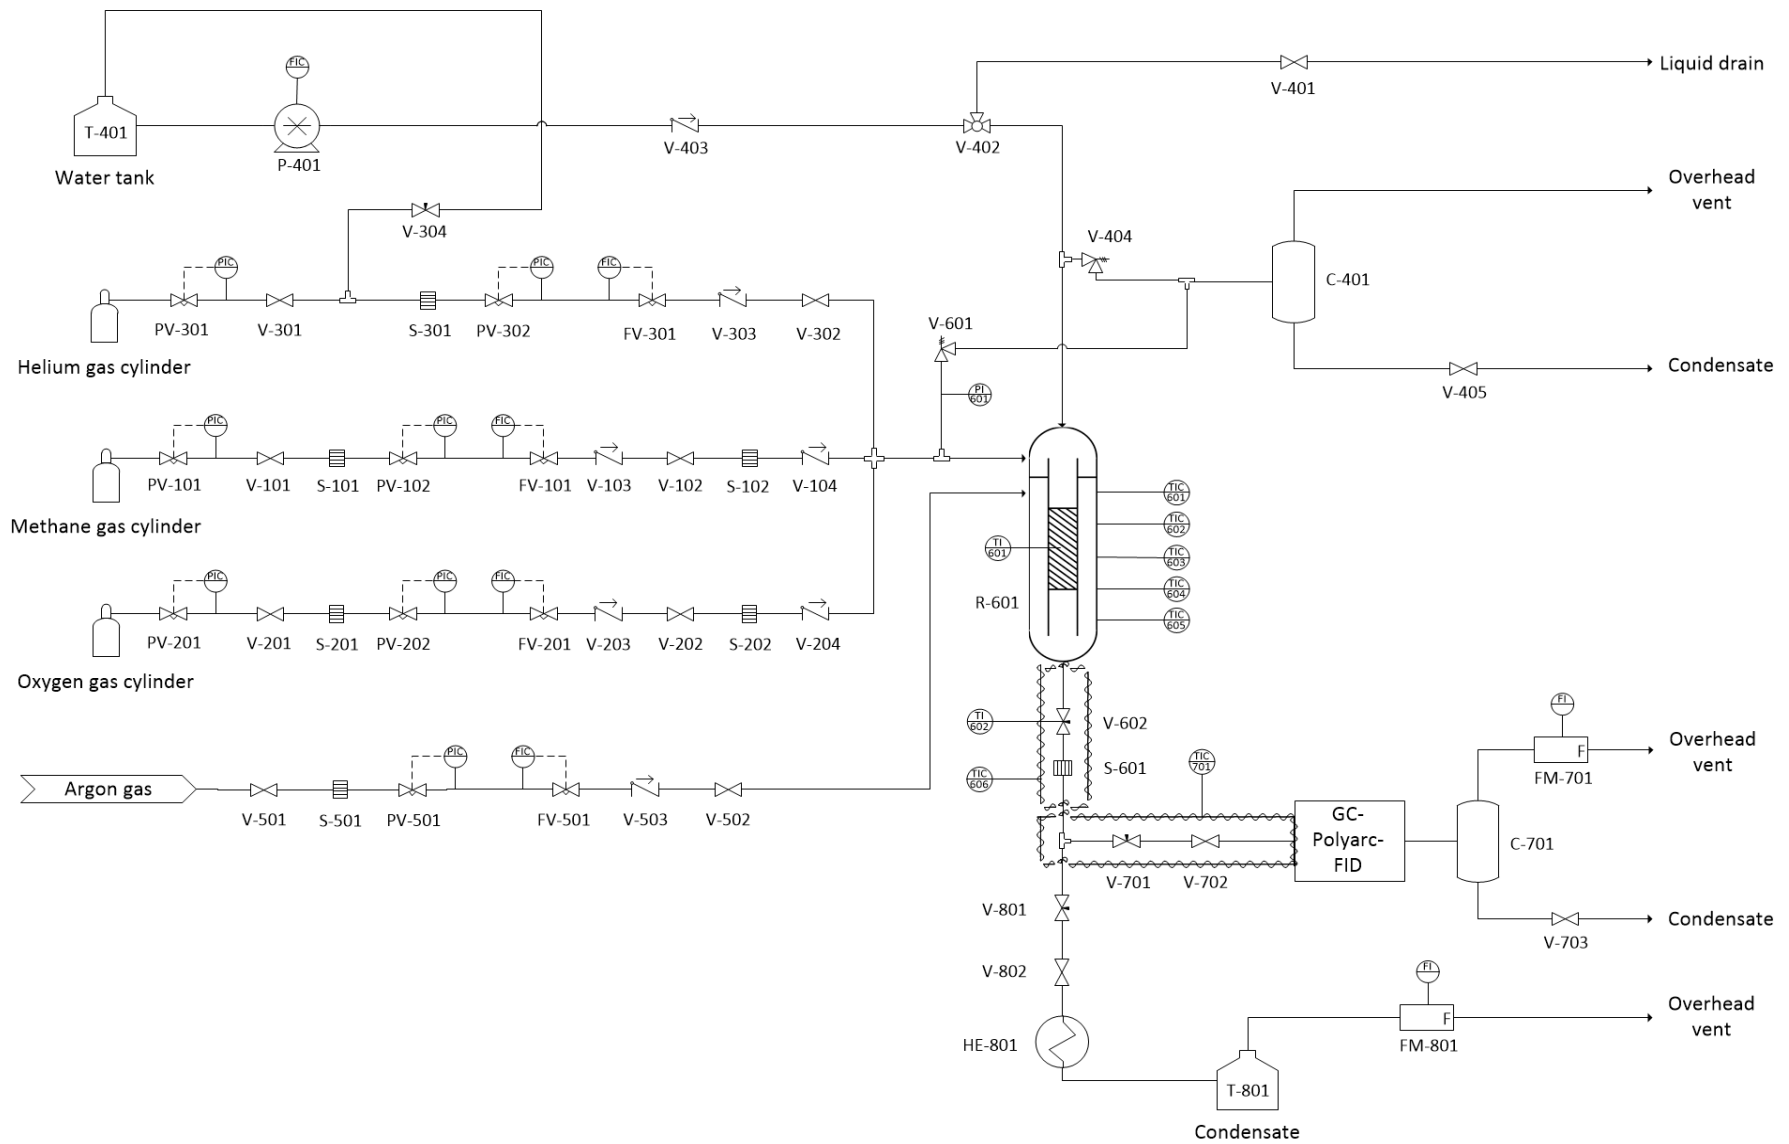 FIC
Liquid drain
V-401
T-401
P-401
V-403
V-402
Water tank
Overhead
vent
V-304
V-404
PIC
PIC
FIC
C-401
PV-301
V-301
S-301
PV-302
FV-301
V-303
V-302
V-601
Helium gas cylinder
Condensate
V-405
PI
601
PIC
PIC
FIC
PV-101
V-101
S-101
PV-102
FV-101
V-103
V-102
S-102
V-104
Methane gas cylinder
TIC
601
TIC
602
TI
601
TIC
603
TIC
604
R-601
TIC
605
PIC
PIC
FIC
PV-201
V-201
S-201
PV-202
FV-201
V-203
V-202
S-202
V-204
Oxygen gas cylinder
TI
602
V-602
TIC
606
S-601
TIC
701
FI
F
FM-701
Overhead
vent
PIC
FIC
Argon gas
V-501
S-501
PV-501
FV-501
V-503
V-502
GC-
Polyarc-
FID
C-701
V-701
V-702
V-801
Condensate
V-703
V-802
FI
F
FM-801
Overhead
vent
HE-801
T-801
Condensate